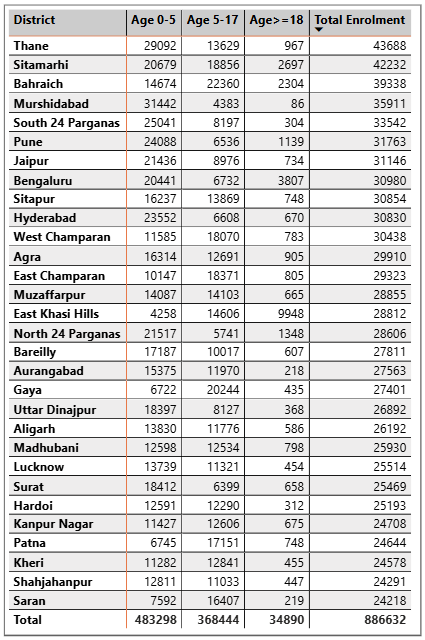 District Age 0-5 Age 5-17 Age>=18 Total Enrolment
Thane 29092 13629 967 43688
Sitamarhi 20679 18856 2697 42232
Bahraich 14674 22360 2304 39338
Murshidabad 31442 4383 86 35911
South 24 Parganas 25041 8197 304 33542
Pune 24088 6536 1139 31763
Jaipur 21436 8976 734 31146
Bengaluru 20441 6732 3807 30980
Sitapur 16237 13869 748 30854
Hyderabad 23552 6608 670 30830
West Champaran 11585 18070 783 30438
Agra 16314 12691 905 29910
East Champaran 10147 18371 805 29323
Muzaffarpur 14087 14103 665 28855
East Khasi Hills 4258 14606 9948 28812
North 24 Parganas 21517 5741 1348 28606
Bareilly 17187 10017 607 27811
Aurangabad 15375 11970 218 27563
Gaya 6722 20244 435 27401
Uttar Dinajpur 18397 8127 368 26892
Aligarh 13830 11776 586 26192
Madhubani 12598 12534 798 25930
Lucknow 13739 11321 454 25514
Surat 18412 6399 658 25469
Hardoi 12591 12290 312 25193
Kanpur Nagar 11427 12606 675 24708
Patna 6745 17151 748 24644
Kheri 11282 12841 455 24578
Shahjahanpur 12811 11033 447 24291
Saran 7592 16407 219 24218
Total 483298 368444 34890 886632